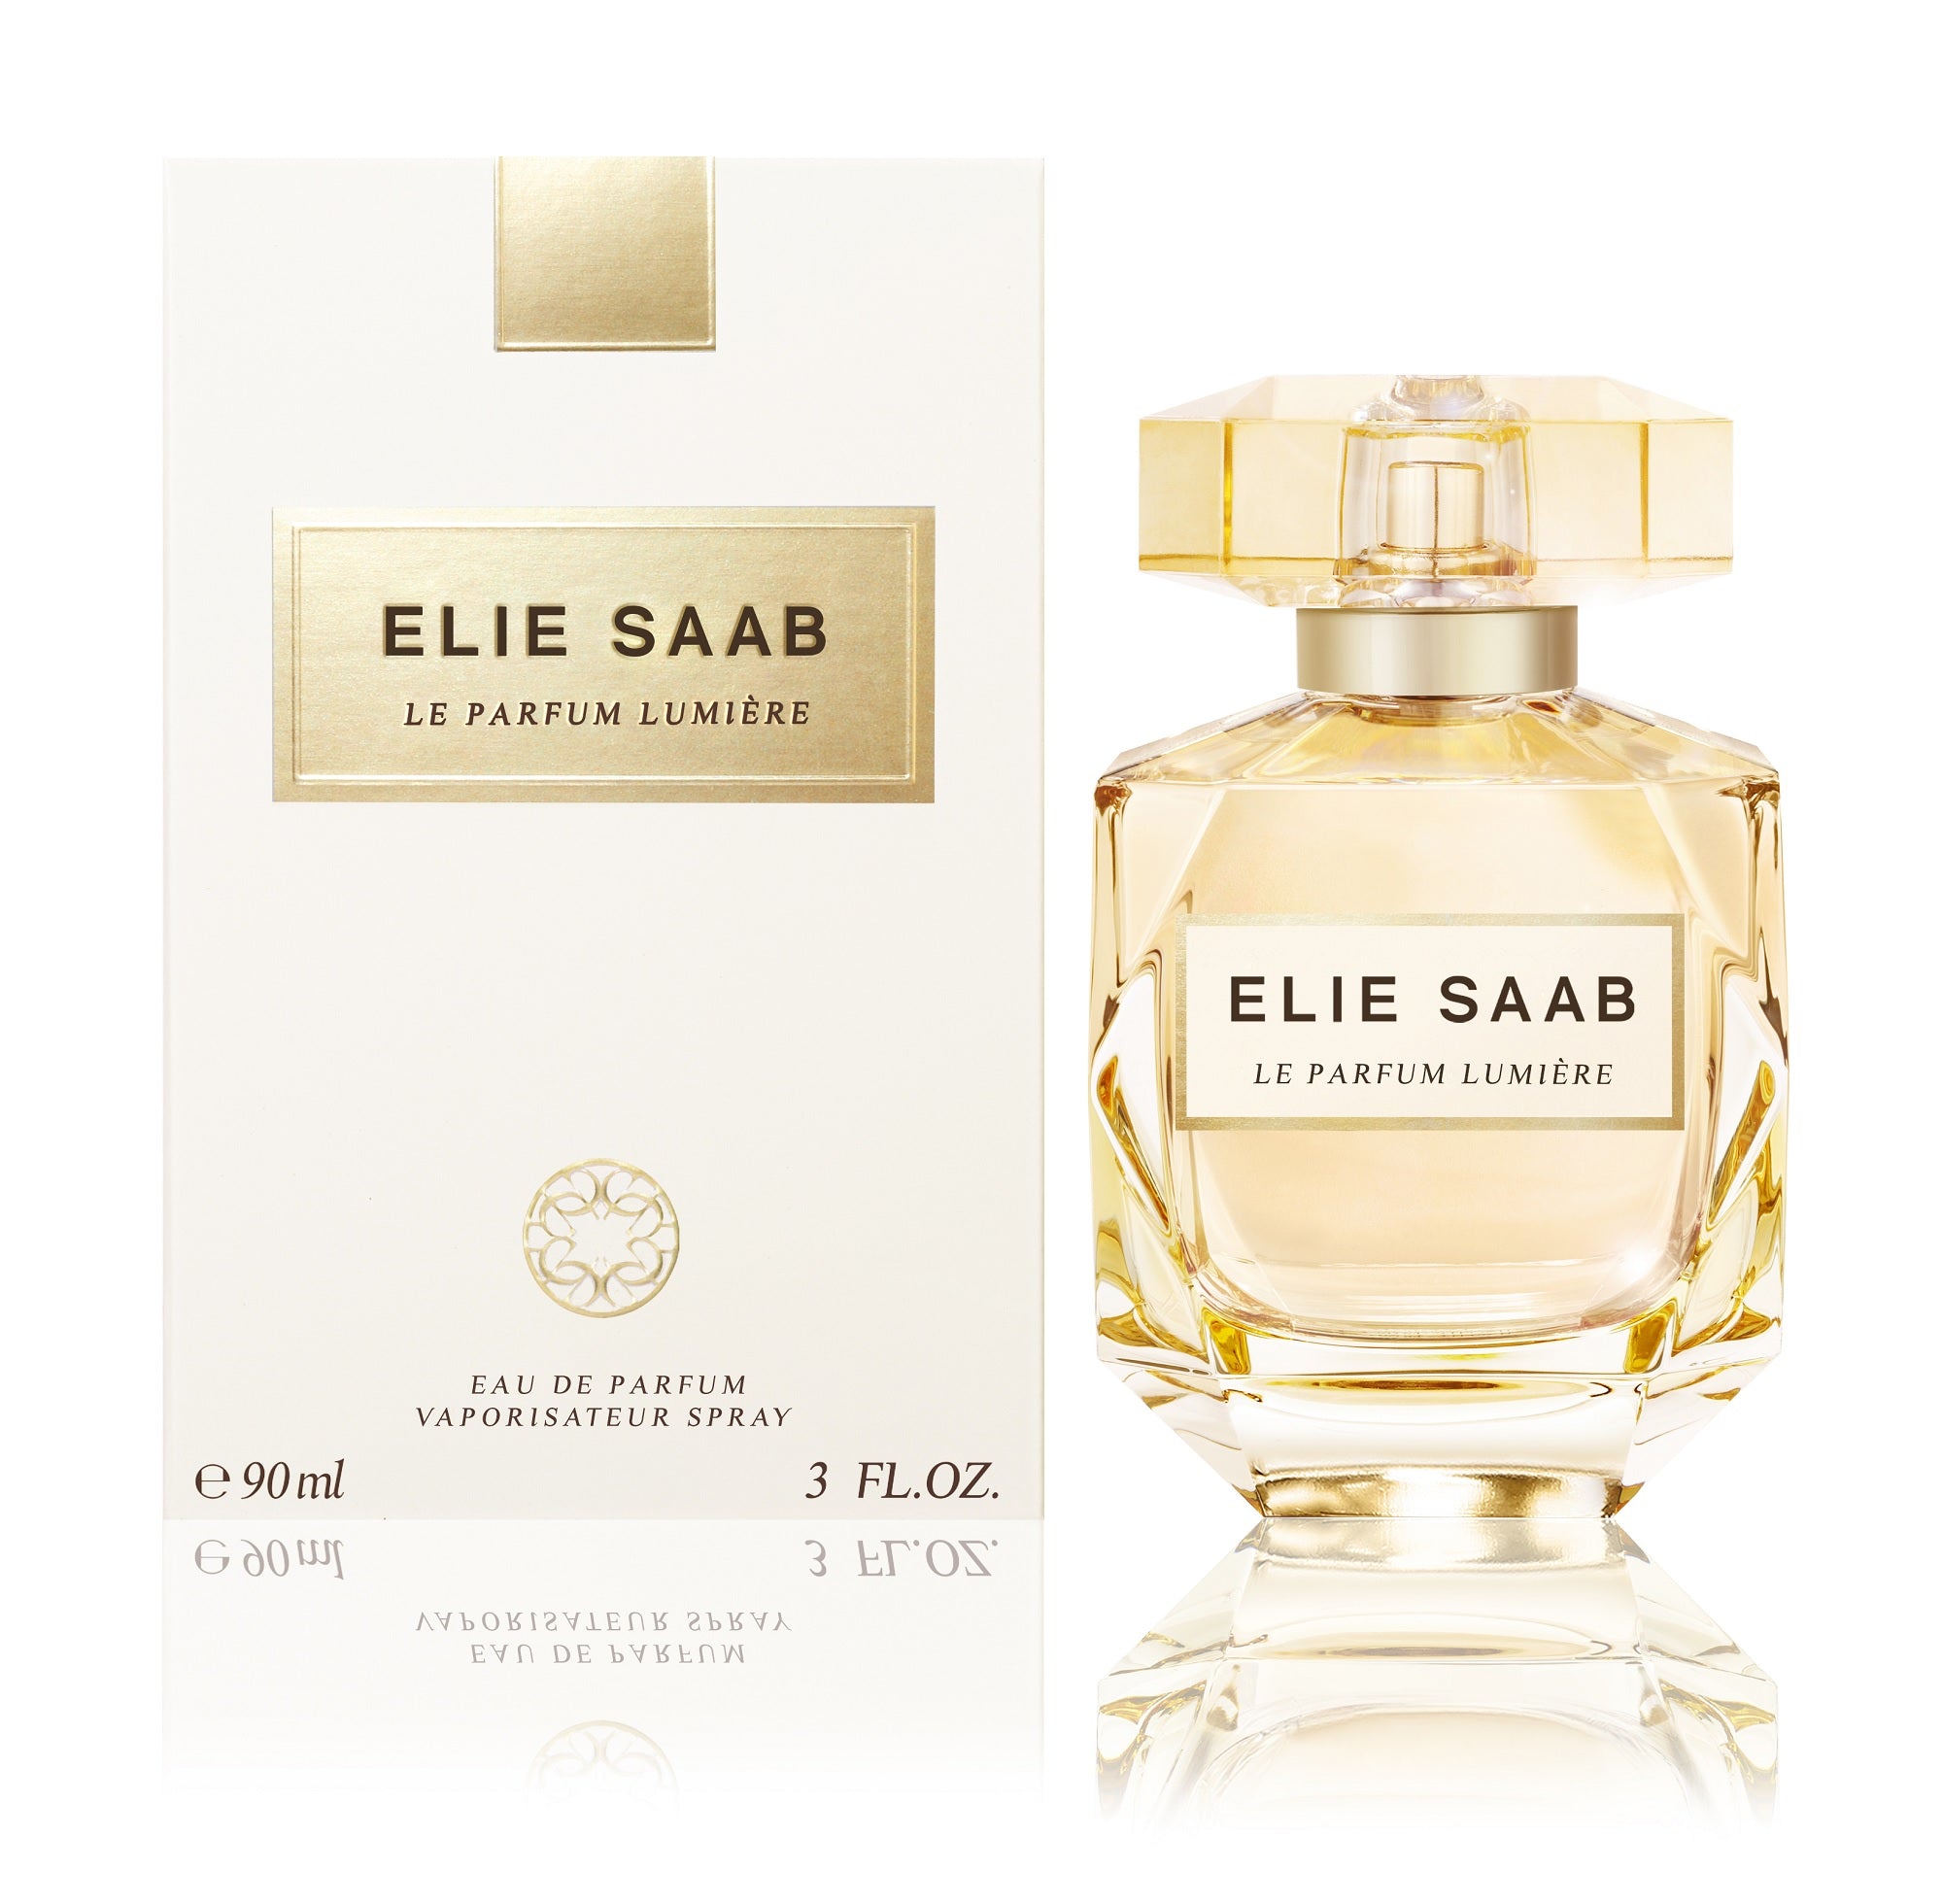 ELIE SAAB
LE PARFUM LUMIÈRE
EAU DE PARFUM
VAPORISATEUR SPRAY
℮ 90 ml
3 FL.OZ.
ELIE SAAB
LE PARFUM LUMIÈRE